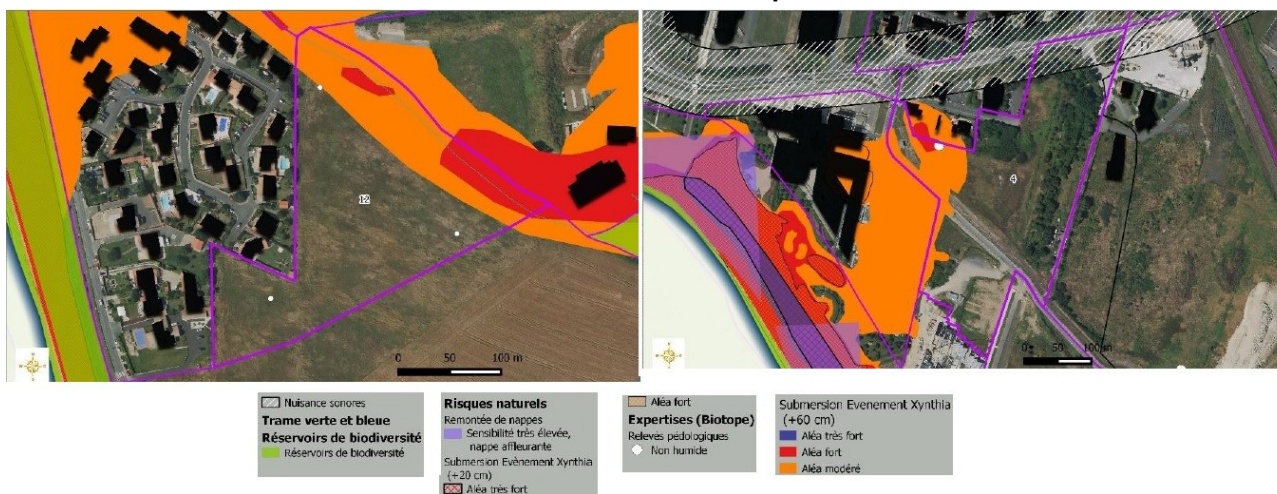 12
0 50 100 m
4
0 50 100 m
Nuisance sonores
Trame verte et bleue
Réservoirs de biodiversité
Réservoirs de biodiversité
Risques naturels
Remontée de nappes
Sensibilité très élevée,
nappe affleurante
Submersion Evènement Xynthia
(+20 cm)
Aléa très fort
Aléa fort
Expertises (Biotope)
Relevés pédologiques
Non humide
Submersion Evenement Xynthia
(+60 cm)
Aléa très fort
Aléa fort
Aléa modéré